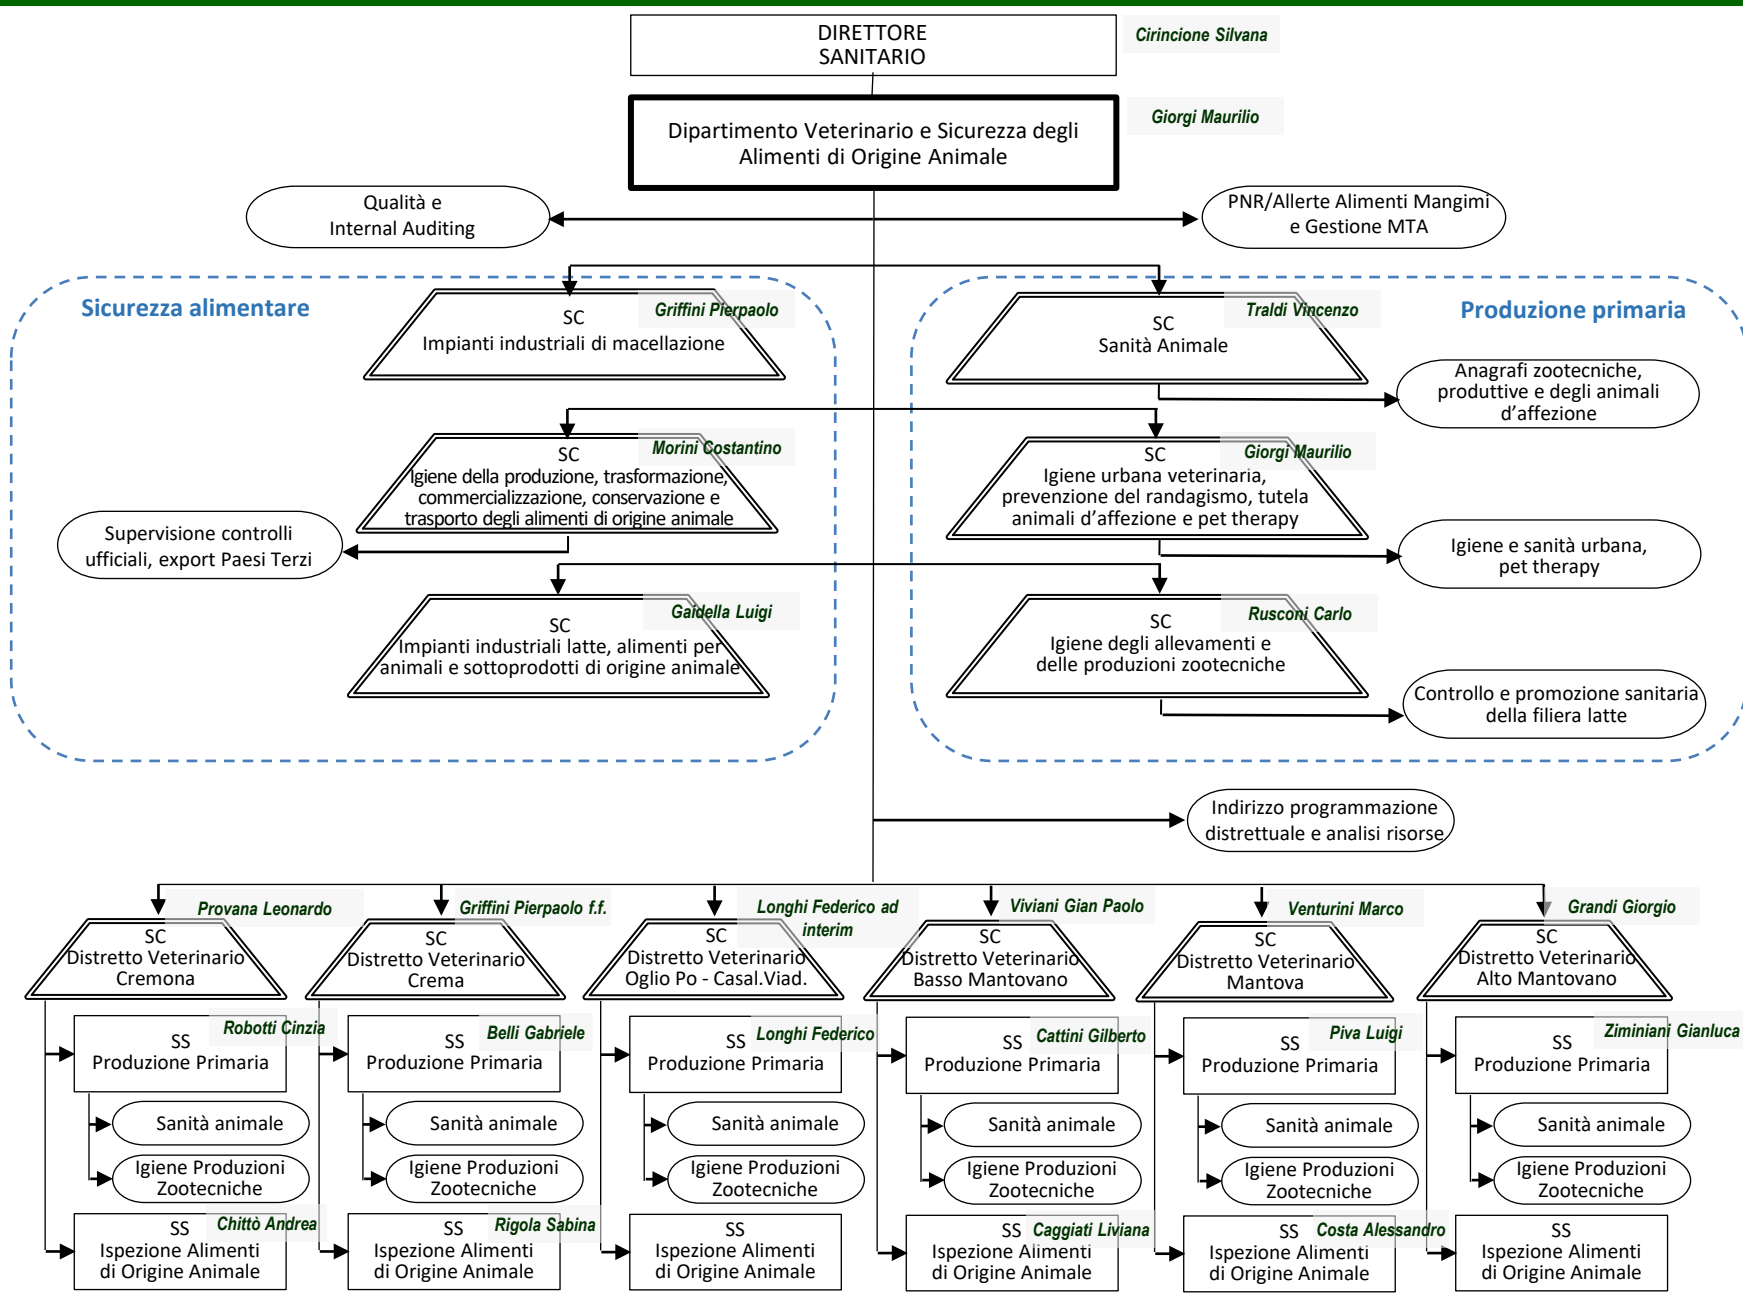 DIRETTORE
SANITARIO
Cirincione Silvana
Dipartimento Veterinario e Sicurezza degli
Alimenti di Origine Animale
Giorgi Maurilio
Qualità e
Internal Auditing
PNR/Allerte Alimenti Mangimi
e Gestione MTA
Sicurezza alimentare
Griffini Pierpaolo
SC
Impianti industriali di macellazione
Traldi Vincenzo
SC
Sanità Animale
Produzione primaria
Anagrafi zootecniche,
produttive e degli animali
d'affezione
Morini Costantino
SC
Igiene della produzione, trasformazione,
commercializzazione, conservazione e
trasporto degli alimenti di origine animale
Giorgi Maurilio
SC
Igiene urbana veterinaria,
prevenzione del randagismo, tutela
animali d'affezione e pet therapy
Supervisione controlli
ufficiali, export Paesi Terzi
Igiene e sanità urbana,
pet therapy
Gaidella Luigi
SC
Impianti industriali latte, alimenti per
animali e sottoprodotti di origine animale
Rusconi Carlo
SC
Igiene degli allevamenti e
delle produzioni zootecniche
Controllo e promozione sanitaria
della filiera latte
Indirizzo programmazione
distrettuale e analisi risorse
Provana Leonardo
SC
Distretto Veterinario
Cremona
Griffini Pierpaolo f.f.
SC
Distretto Veterinario
Crema
Longhi Federico ad
interim
SC
Distretto Veterinario
Oglio Po - Casal.Viad.
Viviani Gian Paolo
SC
Distretto Veterinario
Basso Mantovano
Venturini Marco
SC
Distretto Veterinario
Mantova
Grandi Giorgio
SC
Distretto Veterinario
Alto Mantovano
Robotti Cinzia
SS
Produzione Primaria
Belli Gabriele
SS
Produzione Primaria
Longhi Federico
SS
Produzione Primaria
Cattini Gilberto
SS
Produzione Primaria
Piva Luigi
SS
Produzione Primaria
Ziminiani Gianluca
SS
Produzione Primaria
Sanità animale
Sanità animale
Sanità animale
Sanità animale
Sanità animale
Sanità animale
Igiene Produzioni
Zootecniche
Igiene Produzioni
Zootecniche
Igiene Produzioni
Zootecniche
Igiene Produzioni
Zootecniche
Igiene Produzioni
Zootecniche
Igiene Produzioni
Zootecniche
Chittò Andrea
SS
Ispezione Alimenti
di Origine Animale
Rigola Sabina
SS
Ispezione Alimenti
di Origine Animale
SS
Ispezione Alimenti
di Origine Animale
Caggiati Liviana
SS
Ispezione Alimenti
di Origine Animale
Costa Alessandro
SS
Ispezione Alimenti
di Origine Animale
SS
Ispezione Alimenti
di Origine Animale